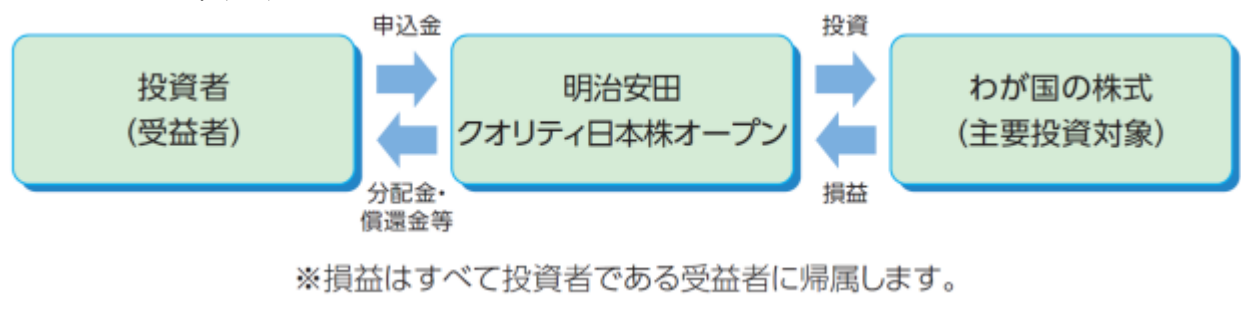 申込金
投資
投資者
(受益者)
明治安田
クオリティ日本株オープン
わが国の株式
(主要投資対象)
分配金・
償還金等
損益
※損益はすべて投資者である受益者に帰属します。